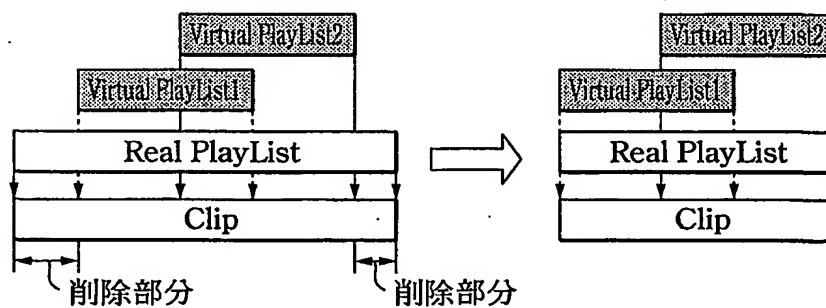 Virtual PlayList2
Virtual PlayList1
Real PlayList
Clip
削除部分
削除部分
Virtual PlayList2
Virtual PlayList1
Real PlayList
Clip